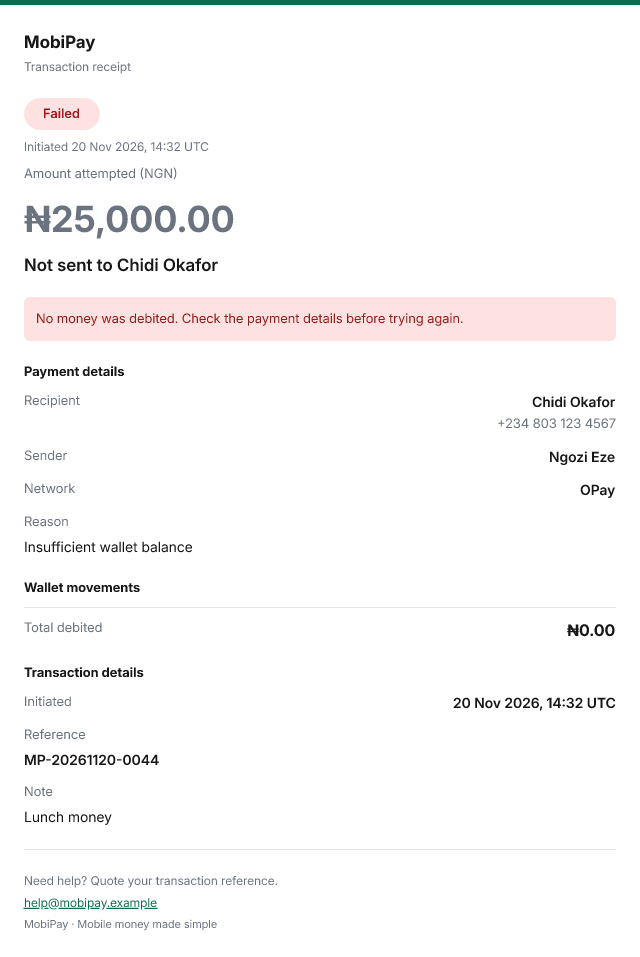 MobiPay
Transaction receipt
Failed
Initiated 20 Nov 2026, 14:32 UTC
Amount attempted (NGN)
₦25,000.00
Not sent to Chidi Okafor
No money was debited. Check the payment details before trying again.
Payment details
Recipient Chidi Okafor
+234 803 123 4567
Sender Ngozi Eze
Network OPay
Reason
Insufficient wallet balance
Wallet movements
Total debited ₦0.00
Transaction details
Initiated 20 Nov 2026, 14:32 UTC
Reference
MP-20261120-0044
Note
Lunch money
Need help? Quote your transaction reference.
help@mobipay.example
MobiPay · Mobile money made simple